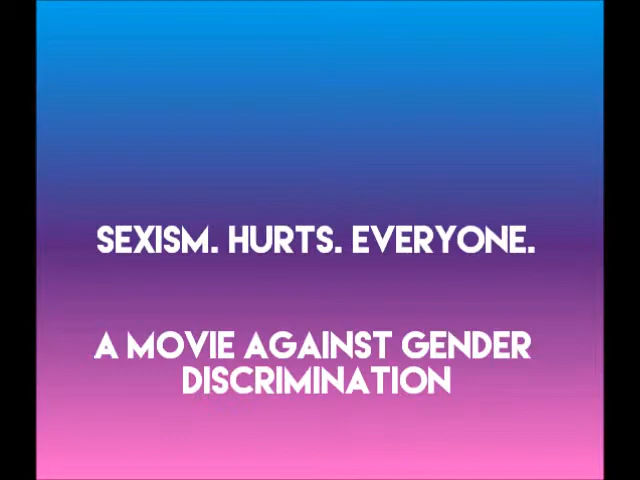 SEXISM. HURTS. EVERYONE.
A MOVIE AGAINST GENDER
DISCRIMINATION